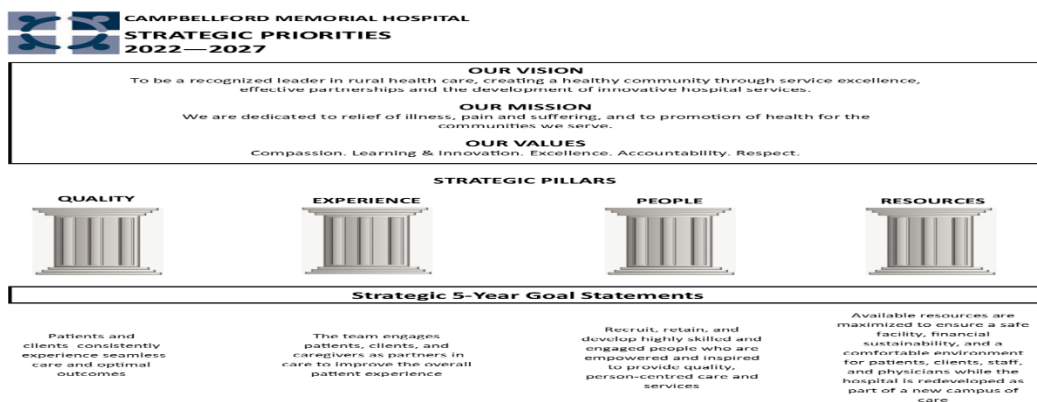 CAMPBELLFORD MEMORIAL HOSPITAL
STRATEGIC PRIORITIES
2022—2027
OUR VISION
To be a recognized leader in rural health care, creating a healthy community through service excellence,
effective partnerships and the development of innovative hospital services.
OUR MISSION
We are dedicated to relief of illness, pain and suffering, and to promotion of health for the
communities we serve.
OUR VALUES
Compassion. Learning & Innovation. Excellence. Accountability. Respect.
STRATEGIC PILLARS
QUALITY
EXPERIENCE
PEOPLE
RESOURCES
Strategic 5-Year Goal Statements
Patients and
clients consistently
experience seamless
care and optimal
outcomes
The team engages
patients, clients, and
caregivers as partners in
care to improve the overall
patient experience
Recruit, retain, and
develop highly skilled and
engaged people who are
empowered and inspired
to provide quality,
person-centred care and
services
Available resources are
maximized to ensure a safe
facility, financial
sustainability, and a
comfortable environment
for patients, clients, staff,
and physicians while the
hospital is redeveloped as
part of a new campus of
care